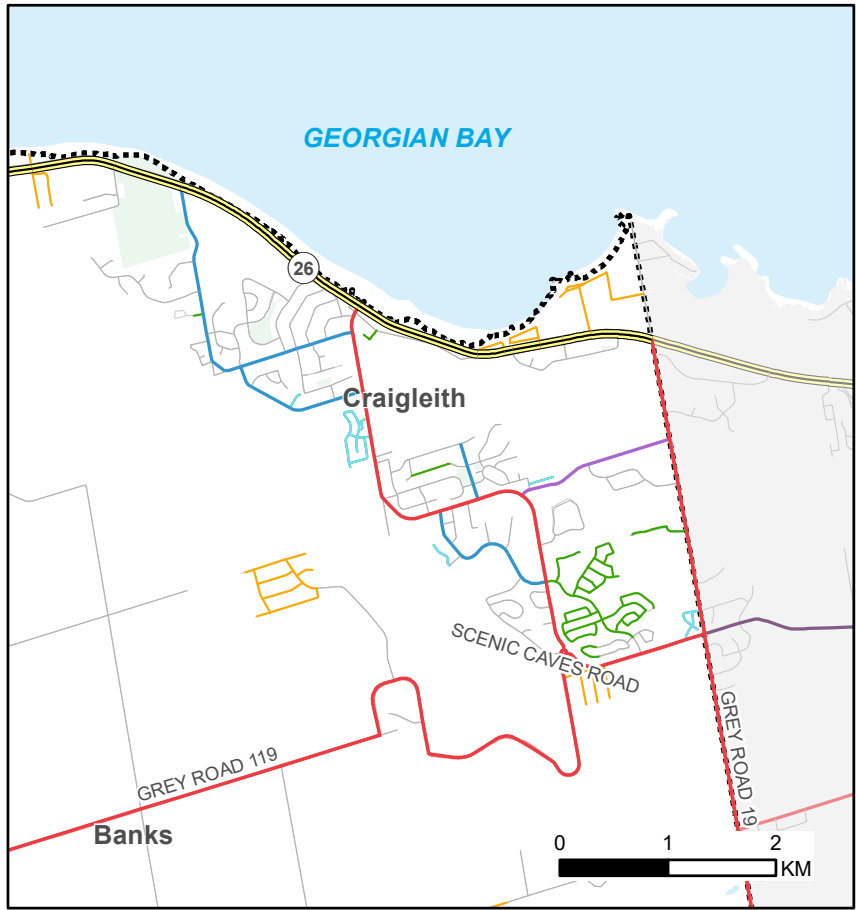 GEORGIAN BAY
26
Craigleith
SCENIC CAVES ROAD
GREY ROAD 119
GREY ROAD 19
Banks
0 1 2
KM